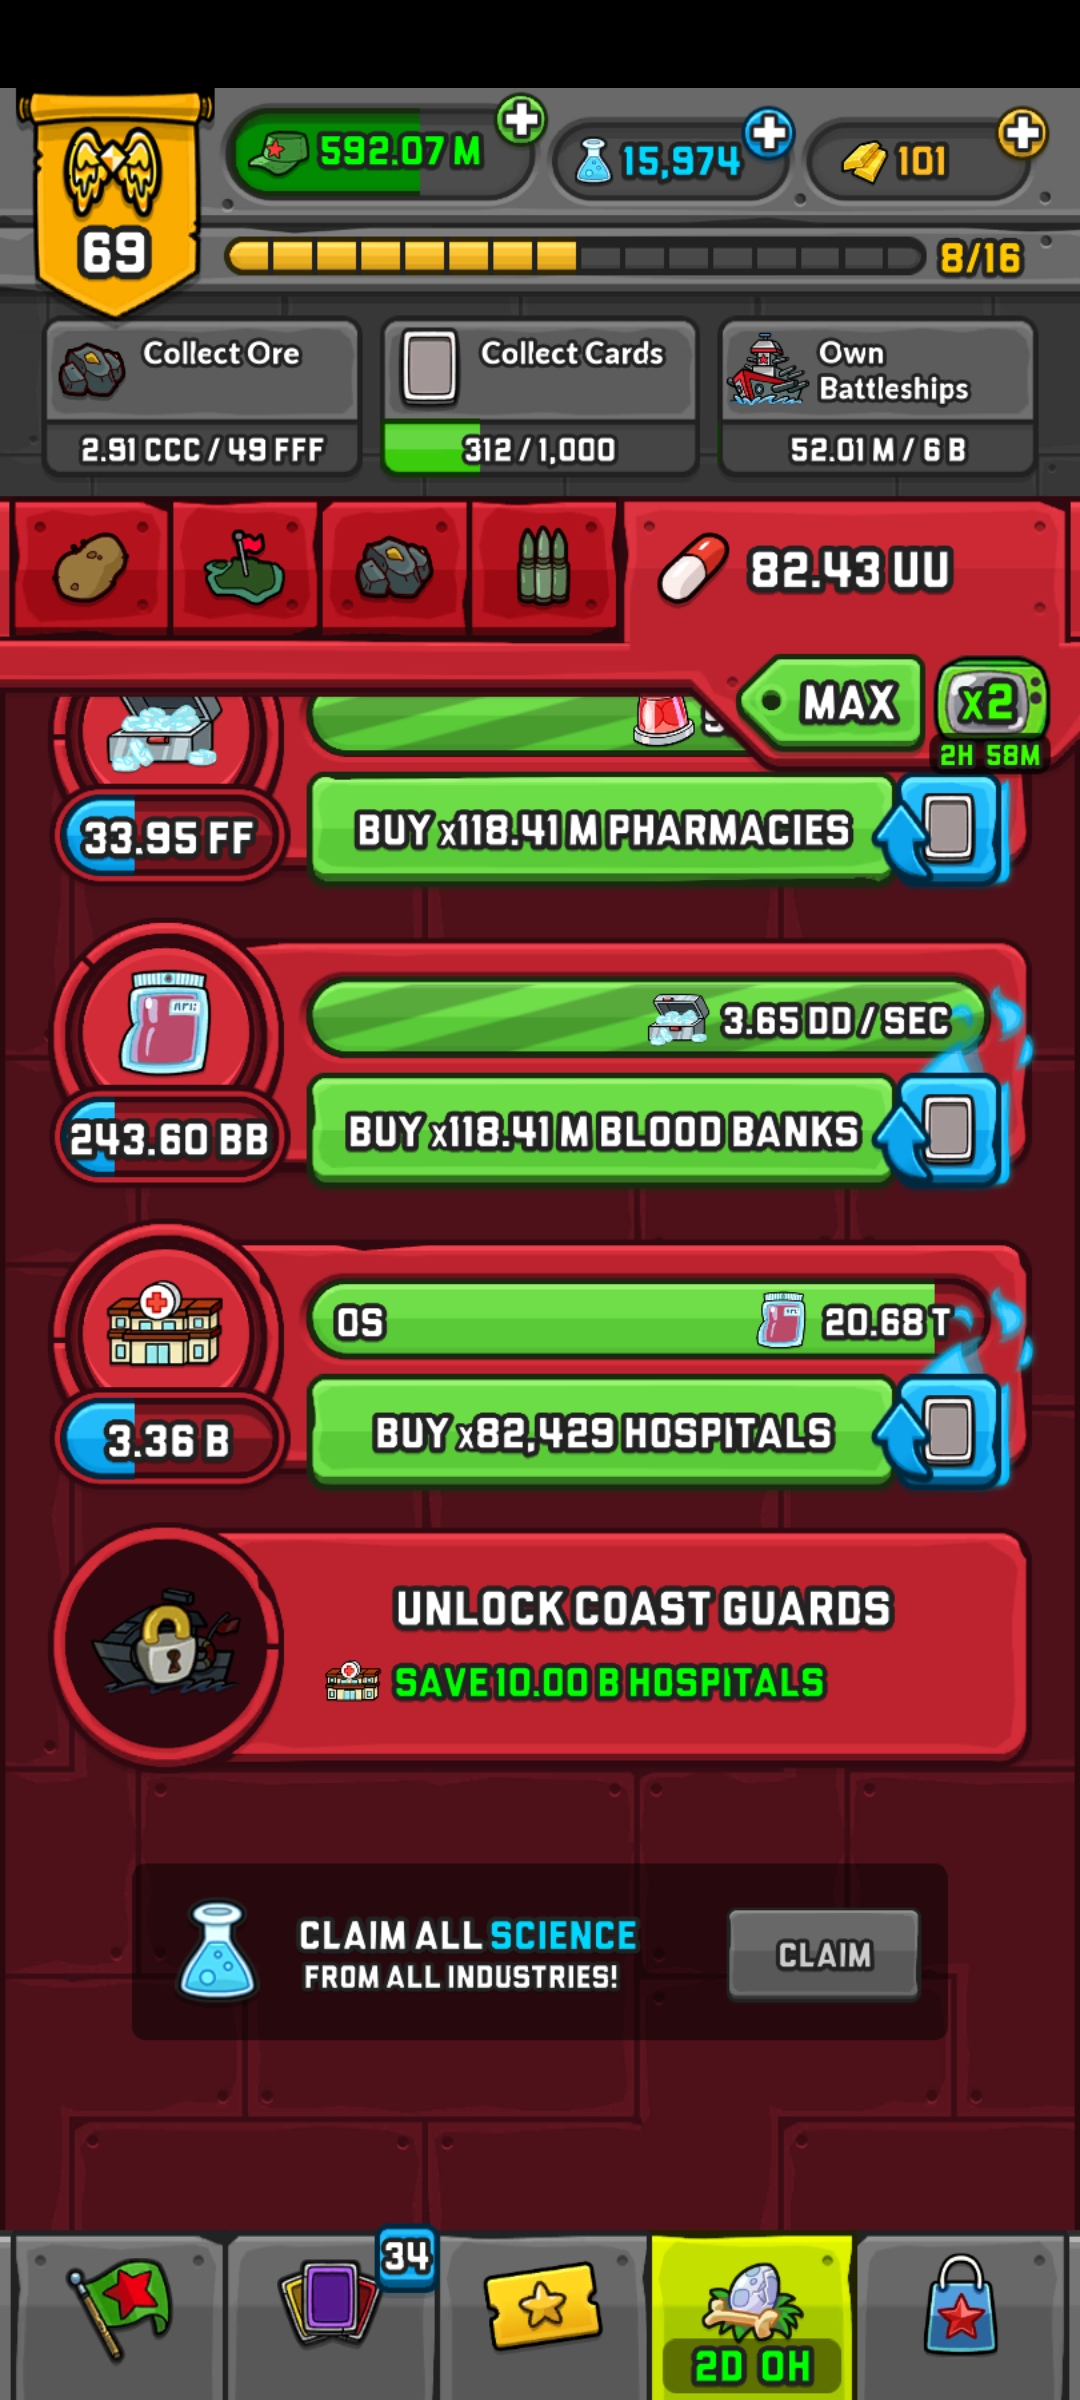 592.07 M
15,974
101
69
8/16
Collect Ore
2.91 CCC / 49 FFF
Collect Cards
312 / 1,000
Own
Battleships
52.01 M / 6 B
82.43 UU
MAX
x2
2H 58M
33.95 FF
BUY x118.41 M PHARMACIES
3.65 DD / SEC
243.60 BB
BUY x118.41 M BLOOD BANKS
0S
20.68 T
3.36 B
BUY x82,429 HOSPITALS
UNLOCK COAST GUARDS
SAVE 10.00 B HOSPITALS
CLAIM ALL SCIENCE
FROM ALL INDUSTRIES!
CLAIM
34
2D 0H